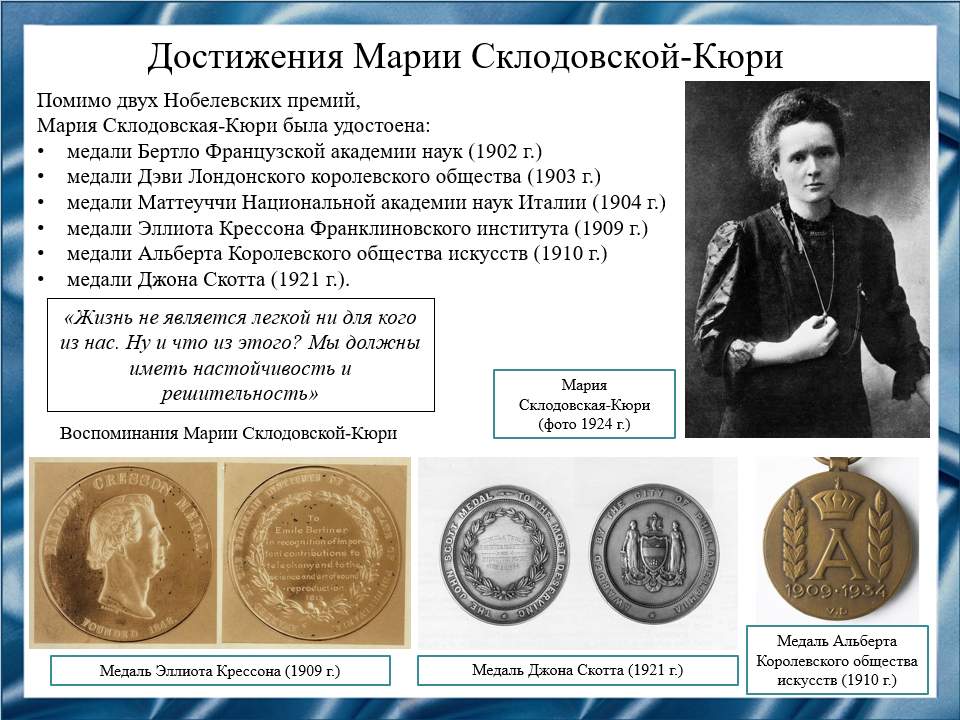 Достижения Марии Склодовской-Кюри
Помимо двух Нобелевских премий,
Мария Склодовская-Кюри была удостоена:
• медали Бертло Французской академии наук (1902 г.)
• медали Дэви Лондонского королевского общества (1903 г.)
• медали Маттеуччи Национальной академии наук Италии (1904 г.)
• медали Эллиота Крессона Франклиновского института (1909 г.)
• медали Альберта Королевского общества искусств (1910 г.)
• медали Джона Скотта (1921 г.).
«Жизнь не является легкой ни для кого
из нас. Ну и что из этого? Мы должны
иметь настойчивость и
решительность»
Воспоминания Марии Склодовской-Кюри
Мария
Склодовская-Кюри
(фото 1924 г.)
ELLIOTT CRESSON MEDAL.
FOUNDED 1848.
To
Emile Berliner
in recognition of impor
tant contributions to
telephony and to the
science and art of sound
-reproduction.
1913
THE JOHN SCOTT MEDAL TO THE MOST DESERVING
AWARDED BY THE CITY OF PHILADELPHIA
A
1909·1934
V.D
Медаль Эллиота Крессона (1909 г.)
Медаль Джона Скотта (1921 г.)
Медаль Альберта
Королевского общества
искусств (1910 г.)